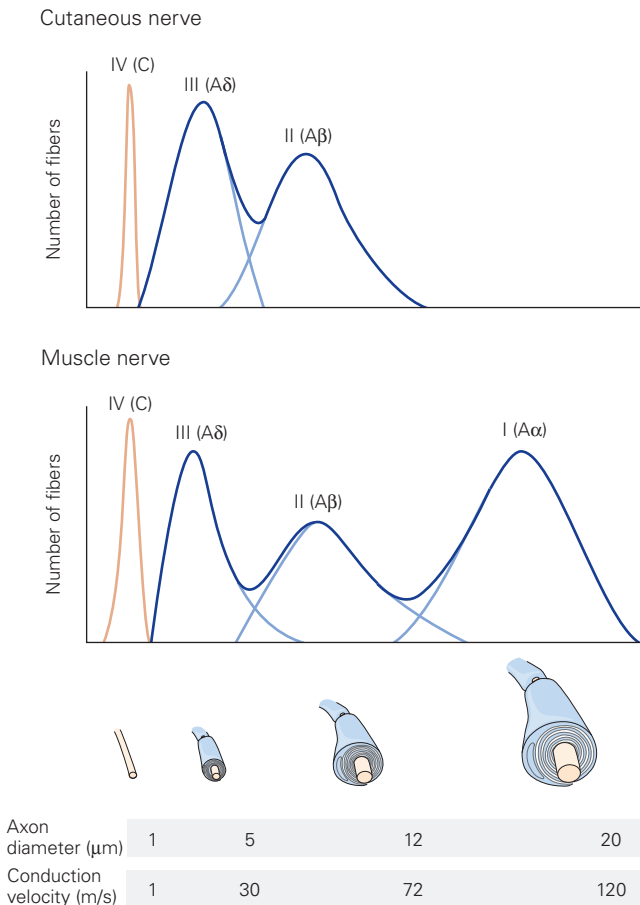 Cutaneous nerve
IV (C)
III (Aδ)
II (Aβ)
Number of fibers
Muscle nerve
IV (C)
III (Aδ)
I (Aα)
II (Aβ)
Number of fibers
Axon
diameter (μm) 1 5 12 20
Conduction
velocity (m/s) 1 30 72 120